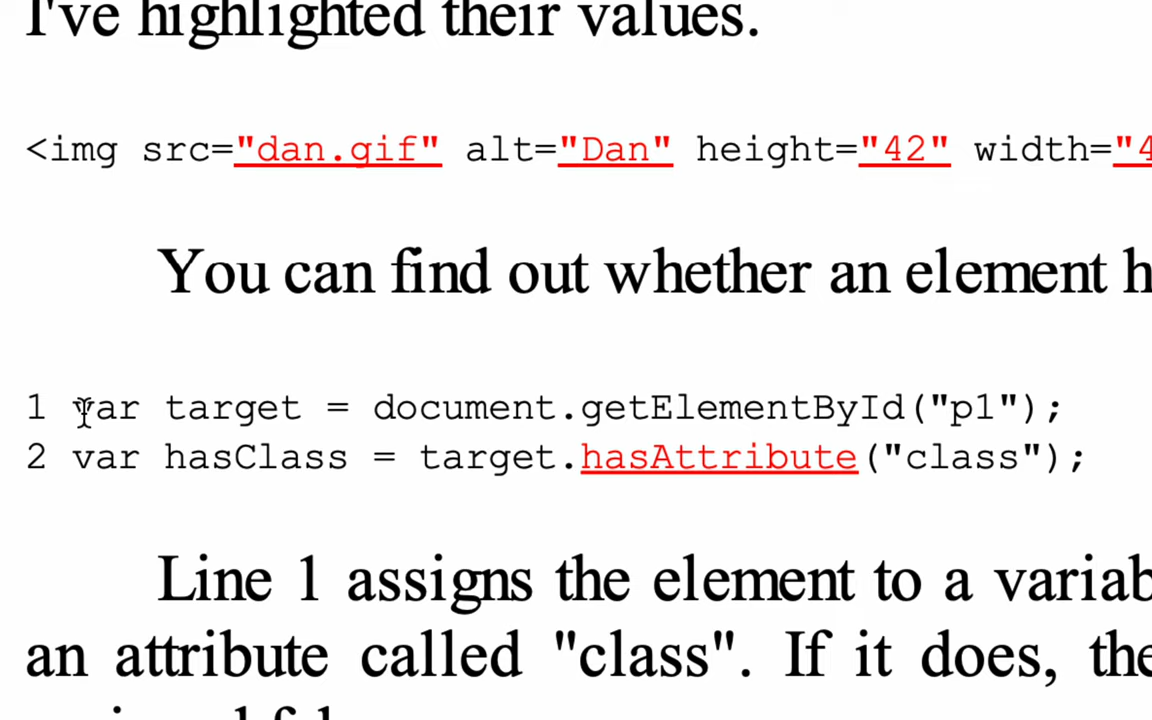 I've highlighted their values.
<img src="dan.gif" alt="Dan" height="42" width="4
You can find out whether an element h
1 var target = document.getElementById("p1");
2 var hasClass = target.hasAttribute("class");
Line 1 assigns the element to a variab
an attribute called "class". If it does, the